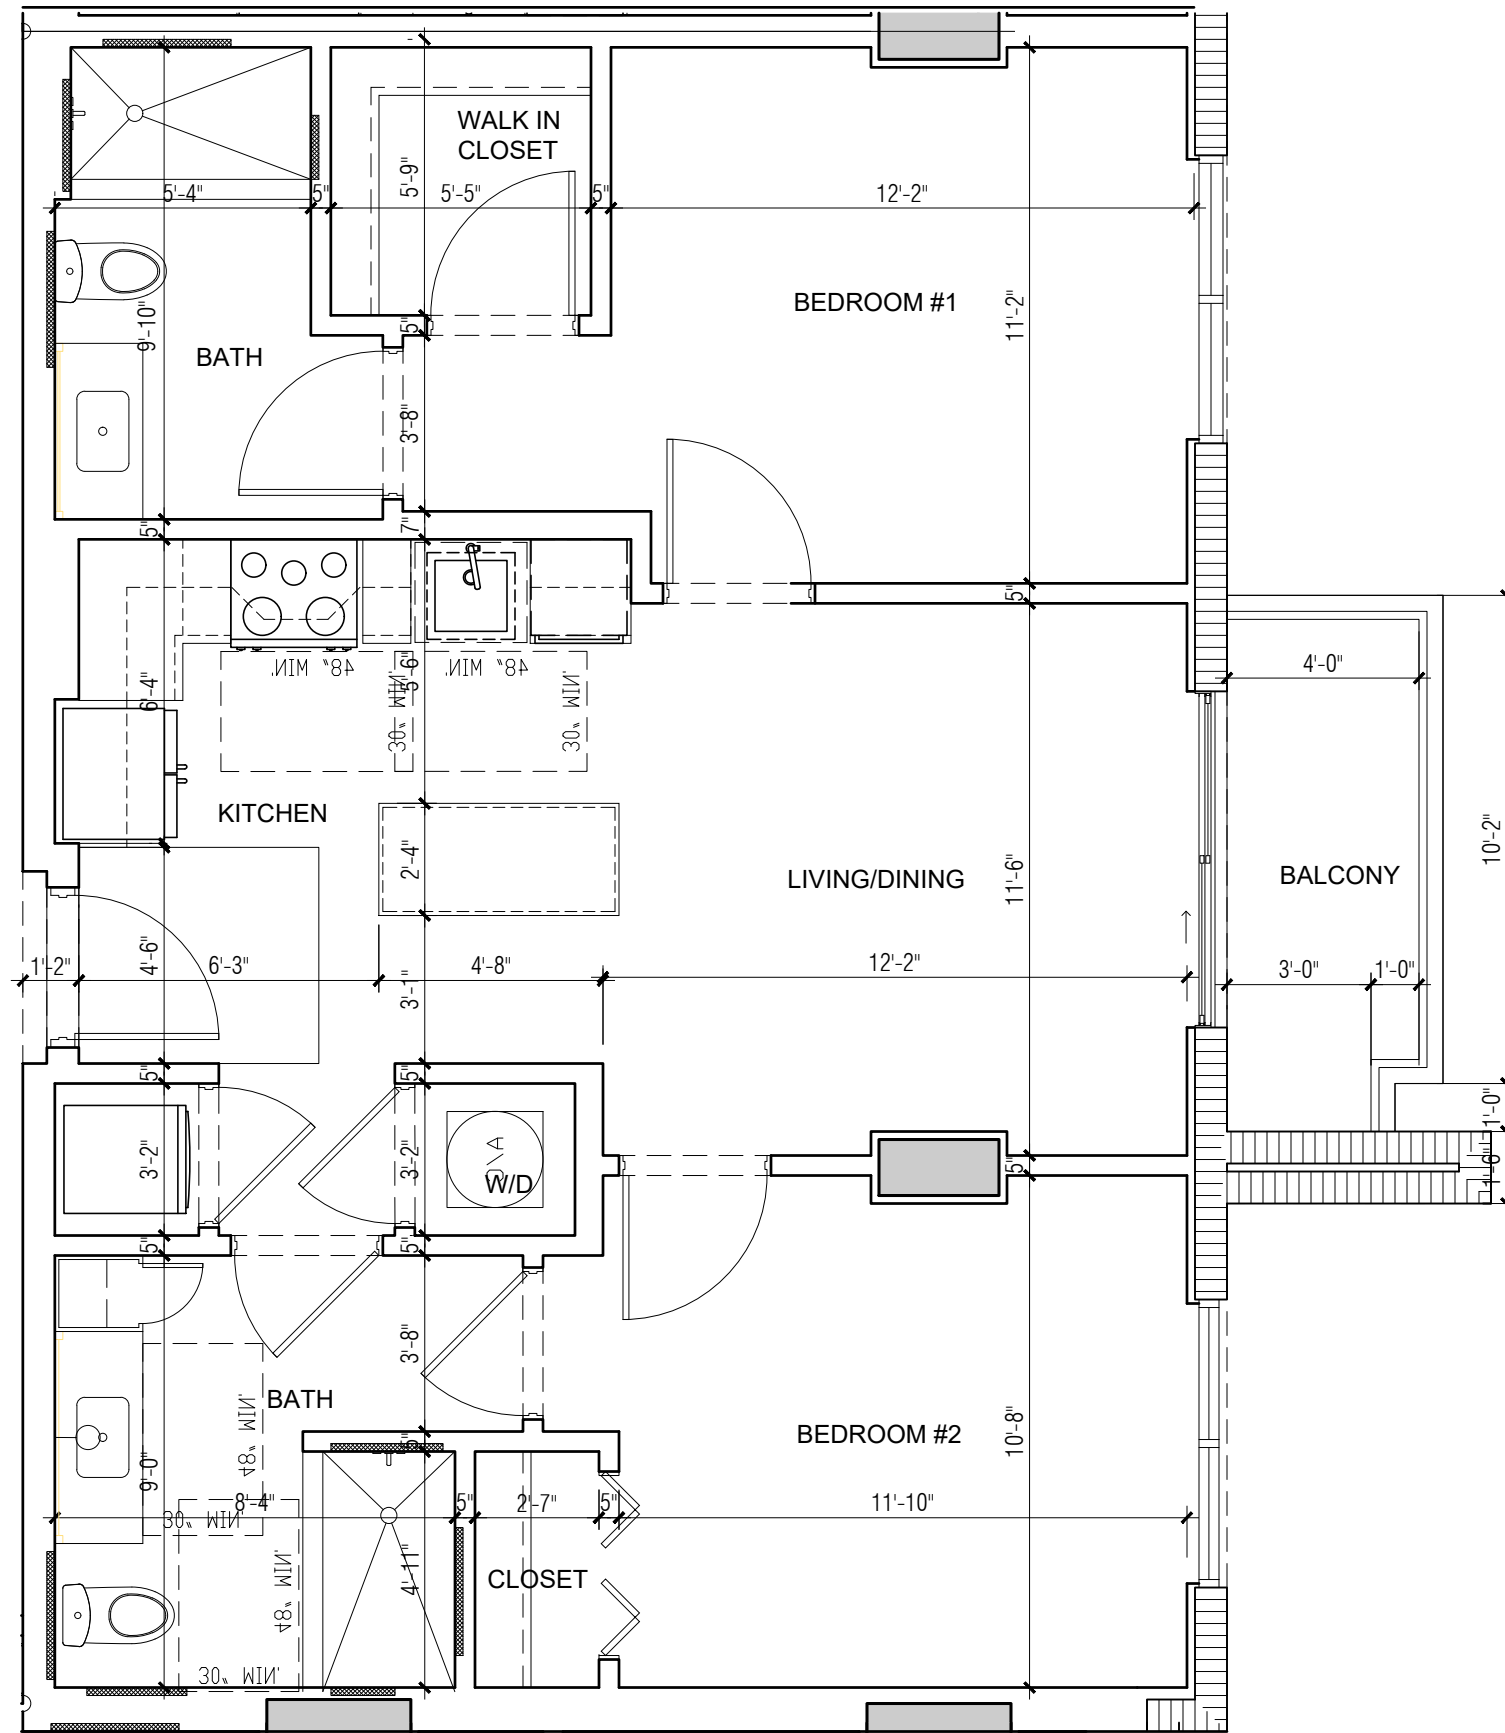 WALK IN
CLOSET
5'-9"
5'-4"
5"
5'-5"
5"
12'-2"
BEDROOM #1
11'-2"
9'-10"
5"
BATH
3'-8"
5"
7"
5"
48" MIN.
48" MIN.
5'-6"
30" MIN.
30" MIN.
6'-4"
4'-0"
KITCHEN
2'-4"
LIVING/DINING
11'-6"
BALCONY
10'-2"
1'-2"
4'-6"
6'-3"
4'-8"
3'-1"
12'-2"
3'-0"
1'-0"
5"
5"
3'-2"
3'-2"
W/D
5"
1'-0"
1'-6"
5"
5"
3'-8"
BATH
48" MIN.
5"
BEDROOM #2
10'-8"
9'-0"
8'-4"
5"
2'-7"
5"
11'-10"
30" MIN.
48" MIN.
4'-11"
CLOSET
30" MIN.